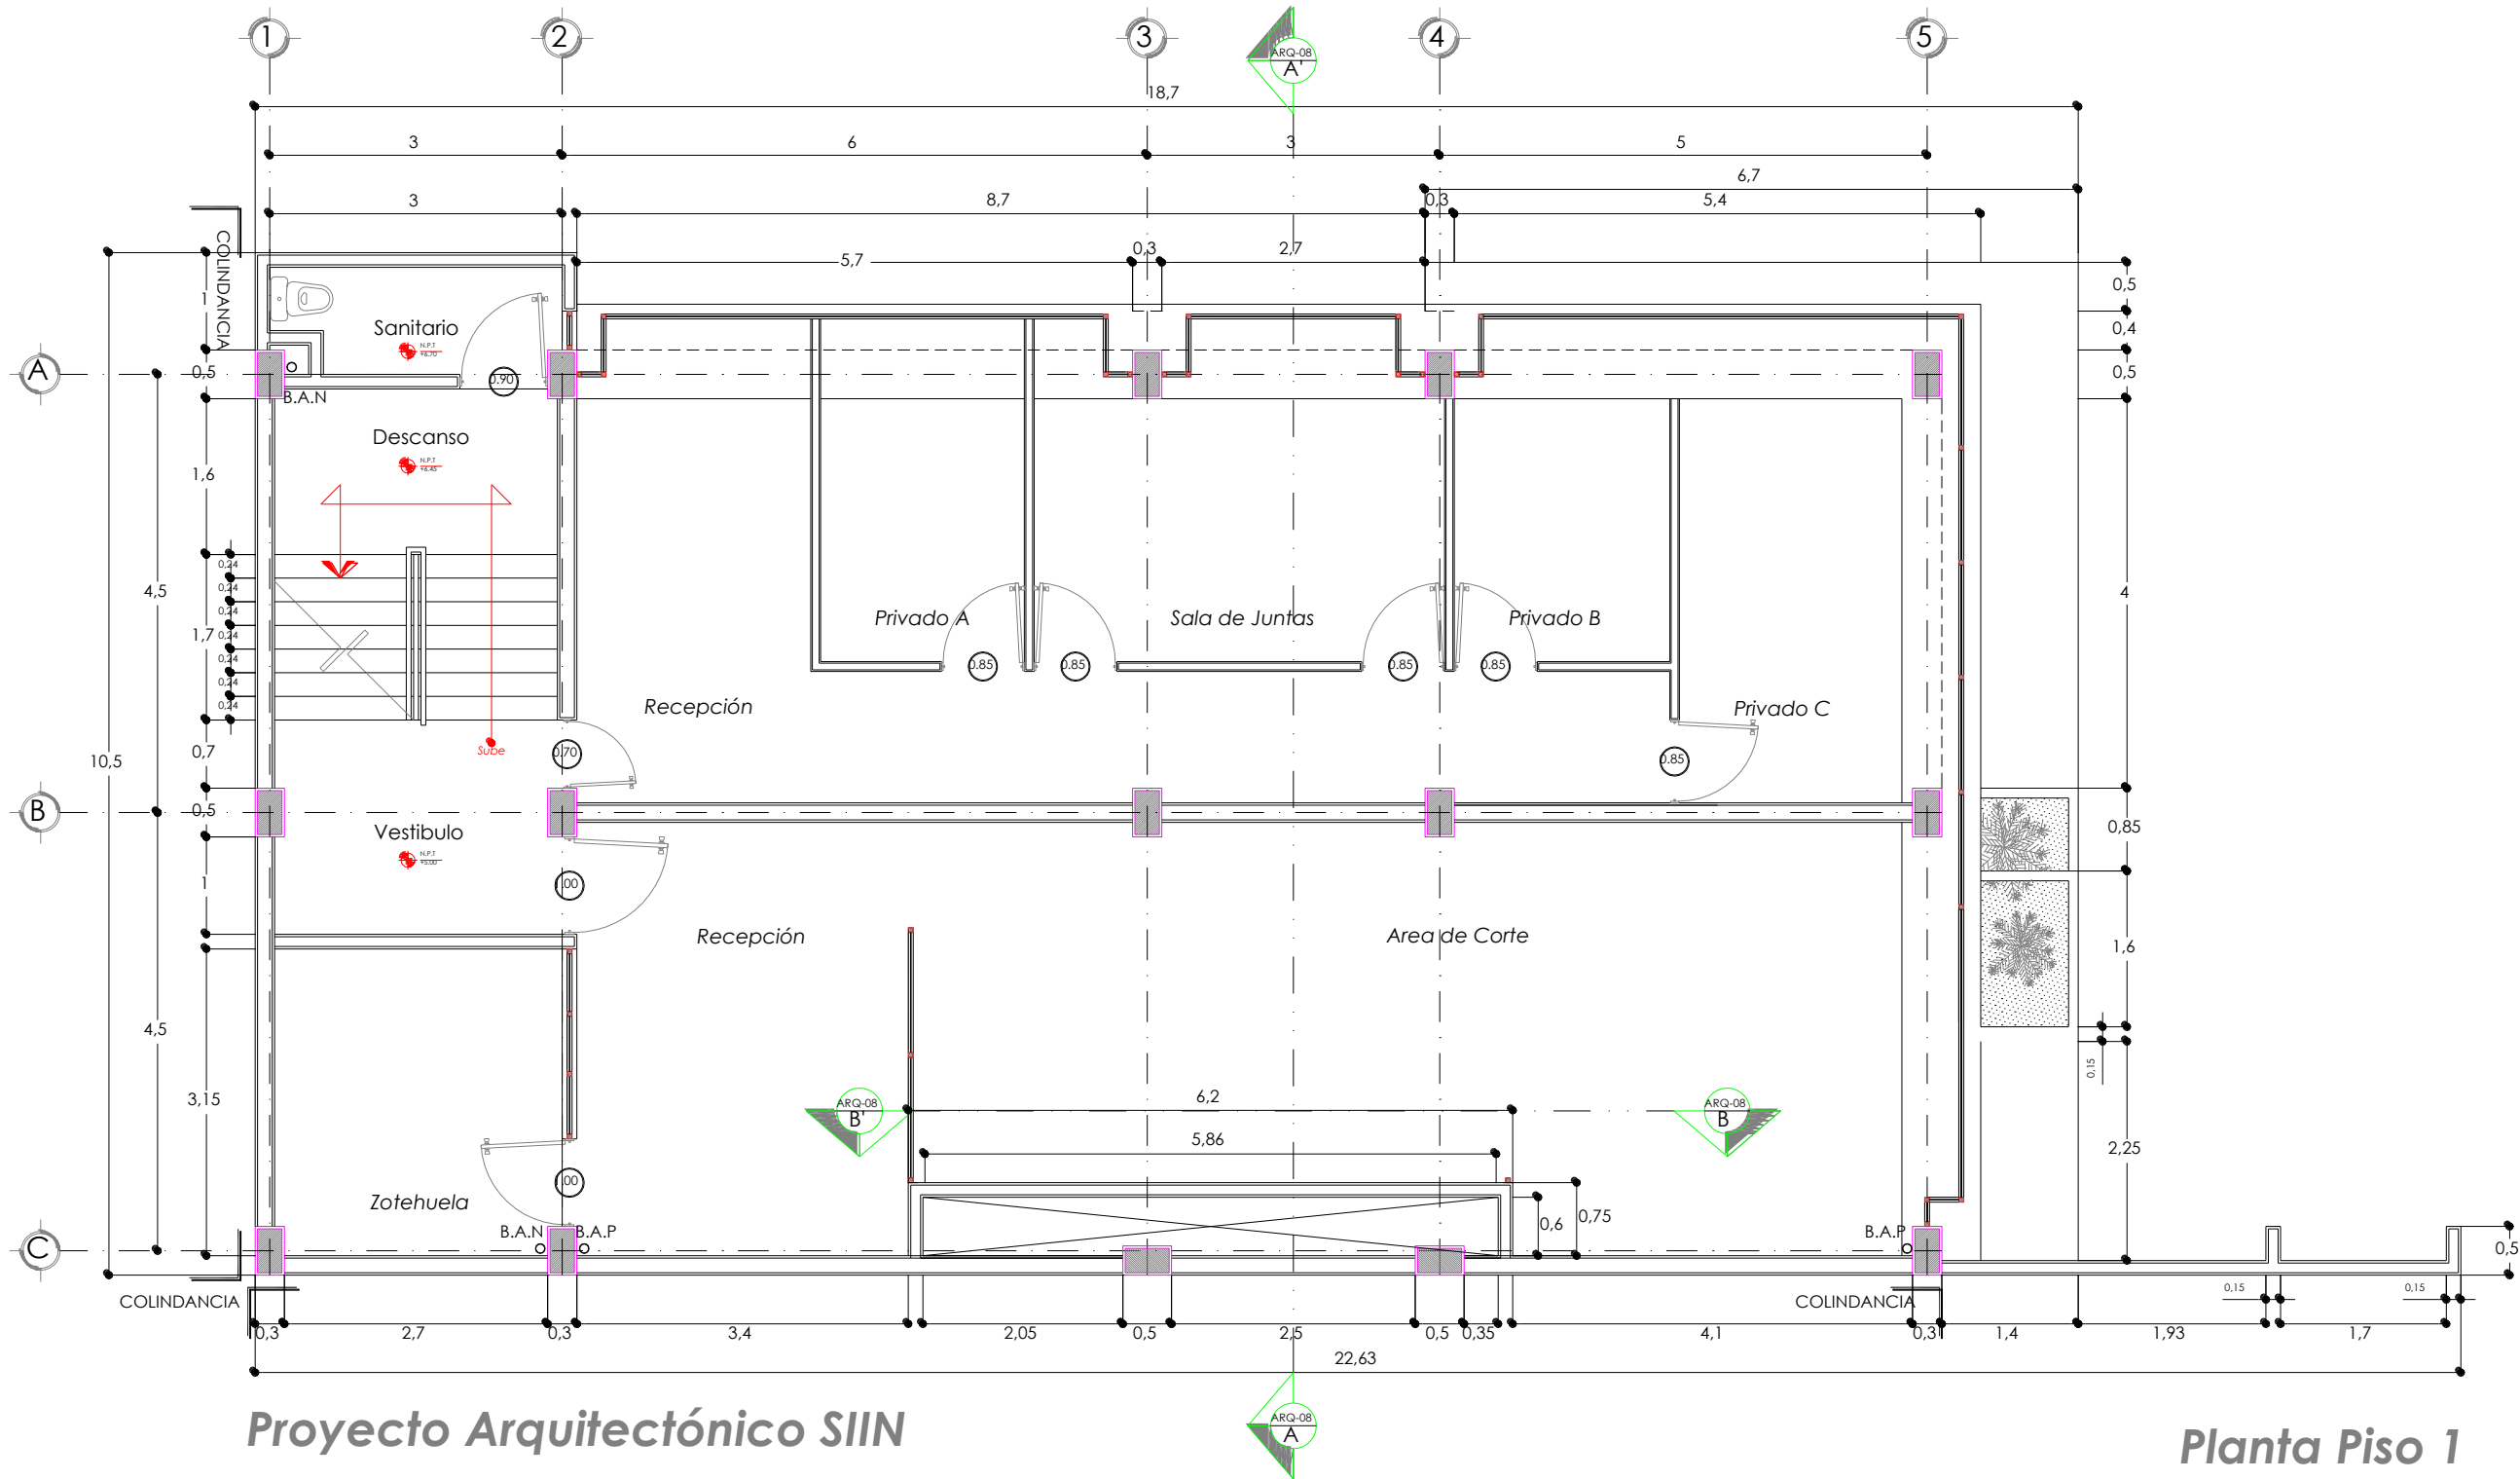 1
2
3
4
5
ARQ-08
A'
18,7
3
6
3
5
6,7
3
8,7
0,3
5,4
5,7
0,3
2,7
COLINDANCIA
1
0,5
0,4
0,5
Sanitario
N.P.T
+6.70
A
0,5
0.90
B.A.N
Descanso
N.P.T
+6.45
1,6
4,5
0,24
0,24
0,24
0,24
0,24
0,24
0,24
1,7
4
Privado A
Sala de Juntas
Privado B
0.85
0.85
0.85
0.85
Recepción
Privado C
Sube
0.70
0.85
0,7
10,5
B
0,5
Vestibulo
N.P.T
+5.00
0,85
1
1.00
Recepción
Area de Corte
1,6
4,5
0,15
3,15
ARQ-08
B'
6,2
ARQ-08
B
5,86
2,25
Zotehuela
1.00
0,6
0,75
B.A.N
B.A.P
B.A.P
C
0,5
COLINDANCIA
COLINDANCIA
0,15
0,15
0,3
2,7
0,3
3,4
2,05
0,5
2,5
0,5
0,35
4,1
0,3
1,4
1,93
1,7
22,63
ARQ-08
A
Proyecto Arquitectónico SIIN
Planta Piso 1